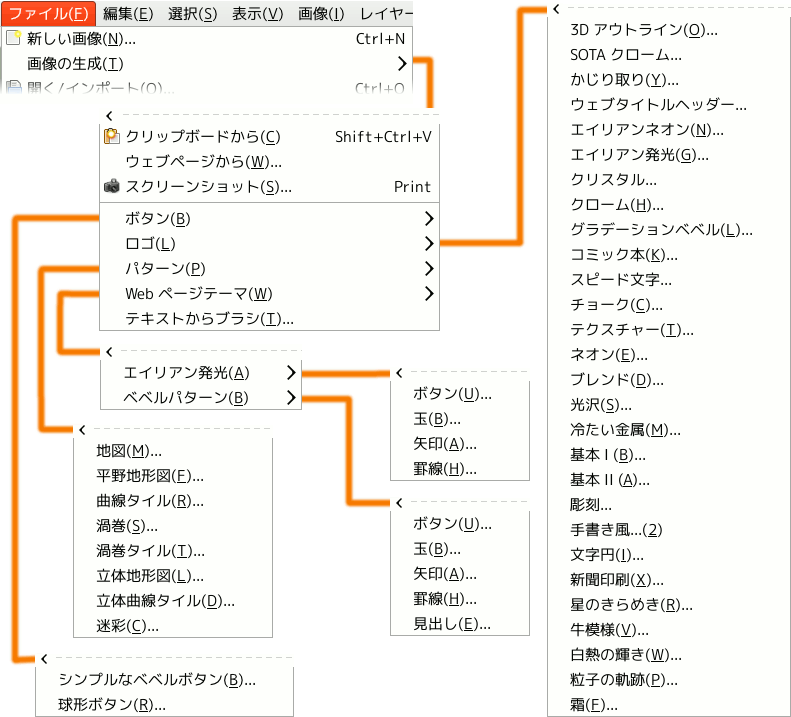 ファイル(F) 編集(E) 選択(S) 表示(V) 画像(I) レイヤー
新しい画像(N)... Ctrl+N
画像の生成(T)
開く/インポート(O)... Ctrl+O
クリップボードから(C) Shift+Ctrl+V
ウェブページから(W)...
スクリーンショット(S)... Print
ボタン(B)
ロゴ(L)
パターン(P)
Web ページテーマ(W)
テキストからブラシ(T)...
エイリアン発光(A)
ベベルパターン(B)
ボタン(U)...
玉(B)...
矢印(A)...
罫線(H)...
ボタン(U)...
玉(B)...
矢印(A)...
罫線(H)...
見出し(E)...
地図(M)...
平野地形図(F)...
曲線タイル(R)...
渦巻(S)...
渦巻タイル(T)...
立体地形図(L)...
立体曲線タイル(D)...
迷彩(C)...
シンプルなベベルボタン(B)...
球形ボタン(R)...
3D アウトライン(O)...
SOTA クローム...
かじり取り(Y)...
ウェブタイトルヘッダー...
エイリアンネオン(N)...
エイリアン発光(G)...
クリスタル...
クローム(H)...
グラデーションベベル(L)...
コミック本(K)...
スピード文字...
チョーク(C)...
テクスチャー(T)...
ネオン(E)...
ブレンド(D)...
光沢(S)...
冷たい金属(M)...
基本 I (B)...
基本 II (A)...
彫刻...
手書き風...(2)
文字円(I)...
新聞印刷(X)...
星のきらめき(R)...
牛模様(V)...
白熱の輝き(W)...
粒子の軌跡(P)...
霜(F)...